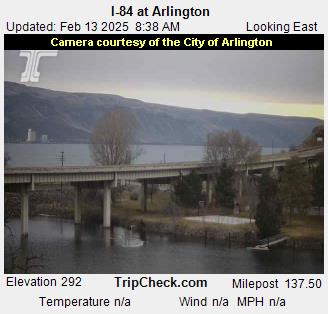 I-84 at Arlington
Updated: Feb 13 2025 8:38 AM Looking East
Camera courtesy of the City of Arlington
Elevation 292 TripCheck.com Milepost 137.50
Temperature n/a Wind n/a MPH n/a